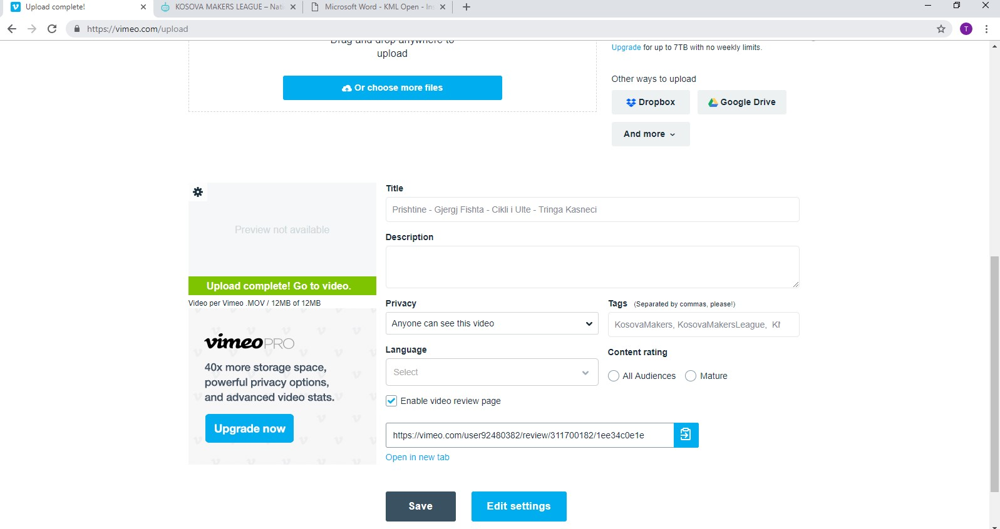 Upload complete!
KOSOVA MAKERS LEAGUE – Nati
Microsoft Word - KML Open - Ins
https://vimeo.com/upload
T
Drag and drop anywhere to
upload
Or choose more files
Upgrade for up to 7TB with no weekly limits.
Other ways to upload
Dropbox
Google Drive
And more
Preview not available
Upload complete! Go to video.
Video per Vimeo .MOV / 12MB of 12MB
vimeo PRO
40x more storage space,
powerful privacy options,
and advanced video stats.
Upgrade now
Title
Prishtine - Gjergj Fishta - Cikli i Ulte - Tringa Kasneci
Description
Privacy
Anyone can see this video
Tags (Separated by commas, please!)
KosovaMakers, KosovaMakersLeague,
Language
Select
Content rating
All Audiences
Mature
Enable video review page
https://vimeo.com/user92480382/review/311700182/1ee34c0e1e
Open in new tab
Save
Edit settings